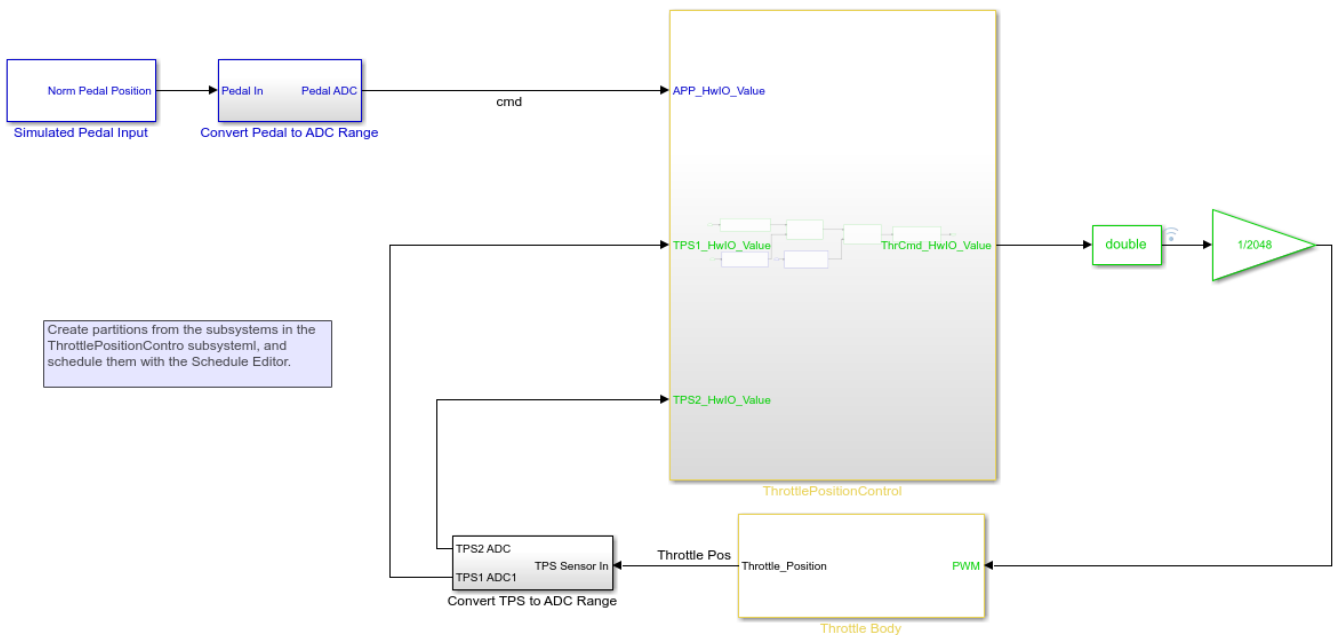 Norm Pedal Position
Simulated Pedal Input
Pedal In
Pedal ADC
Convert Pedal to ADC Range
cmd
APP_HwIO_Value
TPS1_HwIO_Value
ThrCmd_HwIO_Value
TPS2_HwIO_Value
ThrottlePositionControl
double
1/2048
Create partitions from the subsystems in the
ThrottlePositionContro subsysteml, and
schedule them with the Schedule Editor.
TPS2 ADC
TPS1 ADC1
TPS Sensor In
Convert TPS to ADC Range
Throttle Pos
Throttle_Position
PWM
Throttle Body